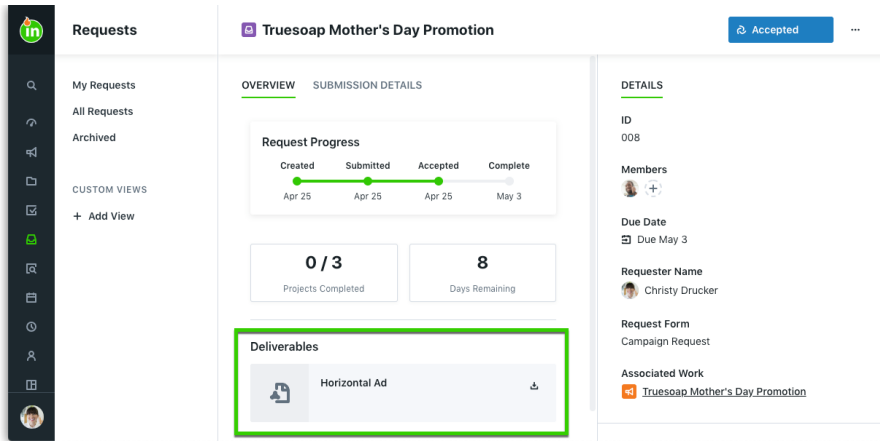 in
Requests
Truesoap Mother's Day Promotion
Accepted
...
My Requests
All Requests
Archived
CUSTOM VIEWS
+ Add View
OVERVIEW
SUBMISSION DETAILS
Request Progress
Created Submitted Accepted Complete
Apr 25 Apr 25 Apr 25 May 3
0 / 3
Projects Completed
8
Days Remaining
Deliverables
Horizontal Ad
DETAILS
ID
008
Members
Due Date
Due May 3
Requester Name
Christy Drucker
Request Form
Campaign Request
Associated Work
Truesoap Mother's Day Promotion